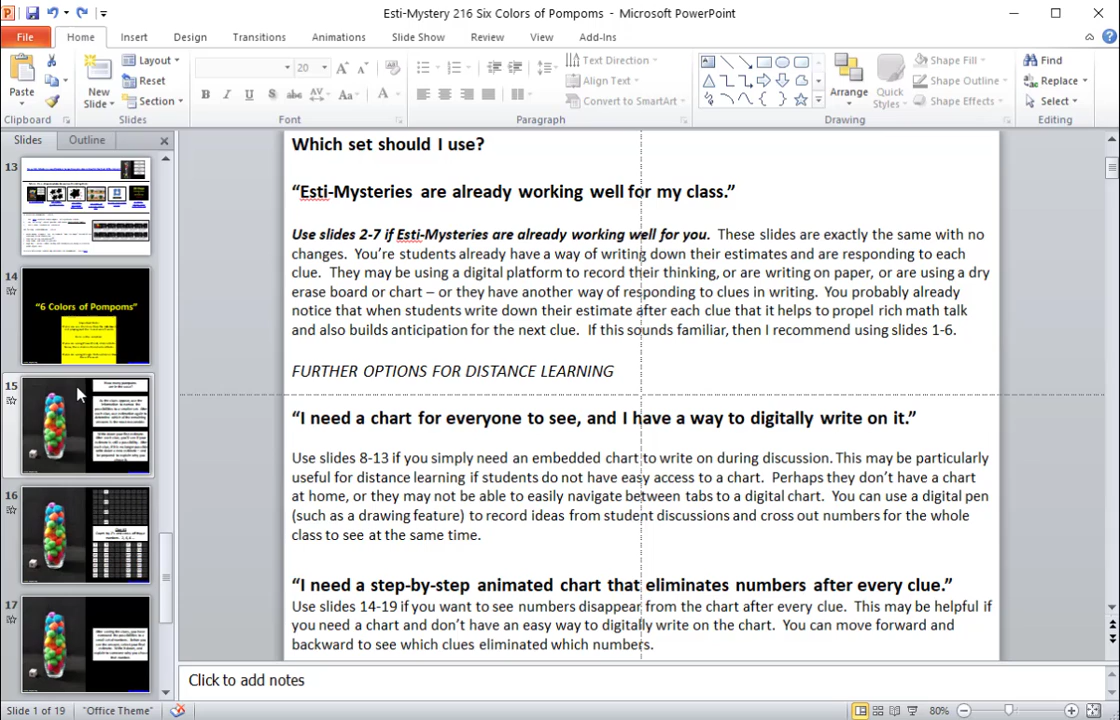 Esti-Mystery 216 Six Colors of Pompoms - Microsoft PowerPoint
File Home Insert Design Transitions Animations Slide Show Review View Add-Ins
Paste
New Slide
Layout
Reset
Section
20
B I U S abc AV Aa A
Text Direction
Align Text
Convert to SmartArt
Arrange
Quick Styles
Shape Fill
Shape Outline
Shape Effects
Find
Replace
Select
Clipboard Slides Font Paragraph Drawing Editing
Slides Outline
13
14
"6 Colors of Pompoms"
15
16
17
Which set should I use?
“Esti-Mysteries are already working well for my class.”
Use slides 2-7 if Esti-Mysteries are already working well for you. These slides are exactly the same with no
changes. You’re students already have a way of writing down their estimates and are responding to each
clue. They may be using a digital platform to record their thinking, or are writing on paper, or are using a dry
erase board or chart – or they have another way of responding to clues in writing. You probably already
notice that when students write down their estimate after each clue that it helps to propel rich math talk
and also builds anticipation for the next clue. If this sounds familiar, then I recommend using slides 1-6.
FURTHER OPTIONS FOR DISTANCE LEARNING
“I need a chart for everyone to see, and I have a way to digitally write on it.”
Use slides 8-13 if you simply need an embedded chart to write on during discussion. This may be particularly
useful for distance learning if students do not have easy access to a chart. Perhaps they don’t have a chart
at home, or they may not be able to easily navigate between tabs to a digital chart. You can use a digital pen
(such as a drawing feature) to record ideas from student discussions and cross out numbers for the whole
class to see at the same time.
“I need a step-by-step animated chart that eliminates numbers after every clue.”
Use slides 14-19 if you want to see numbers disappear from the chart after every clue. This may be helpful if
you need a chart and don’t have an easy way to digitally write on the chart. You can move forward and
backward to see which clues eliminated which numbers.
Click to add notes
Slide 1 of 19 "Office Theme" 80%